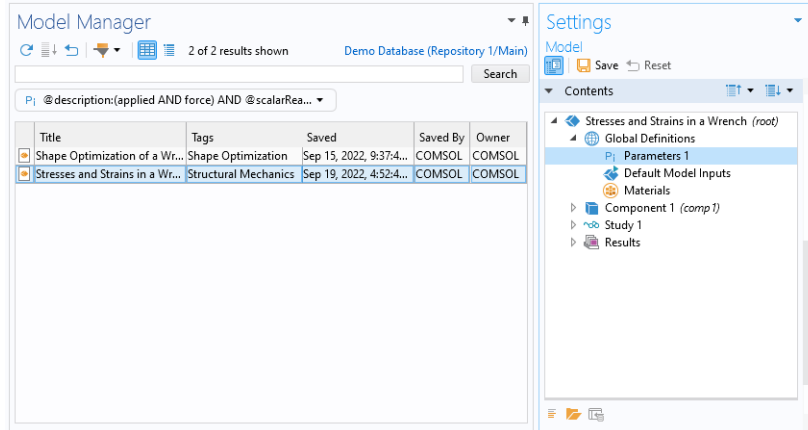 Model Manager
2 of 2 results shown
Demo Database (Repository 1/Main)
Search
Pi @description:(applied AND force) AND @scalarRea...
Title Tags Saved Saved By Owner
Shape Optimization of a Wr... Shape Optimization Sep 15, 2022, 9:37:4... COMSOL COMSOL
Stresses and Strains in a Wr... Structural Mechanics Sep 19, 2022, 4:52:4... COMSOL COMSOL
Settings
Model
Save Reset
Contents
Stresses and Strains in a Wrench (root)
Global Definitions
Pi Parameters 1
Default Model Inputs
Materials
Component 1 (comp1)
Study 1
Results